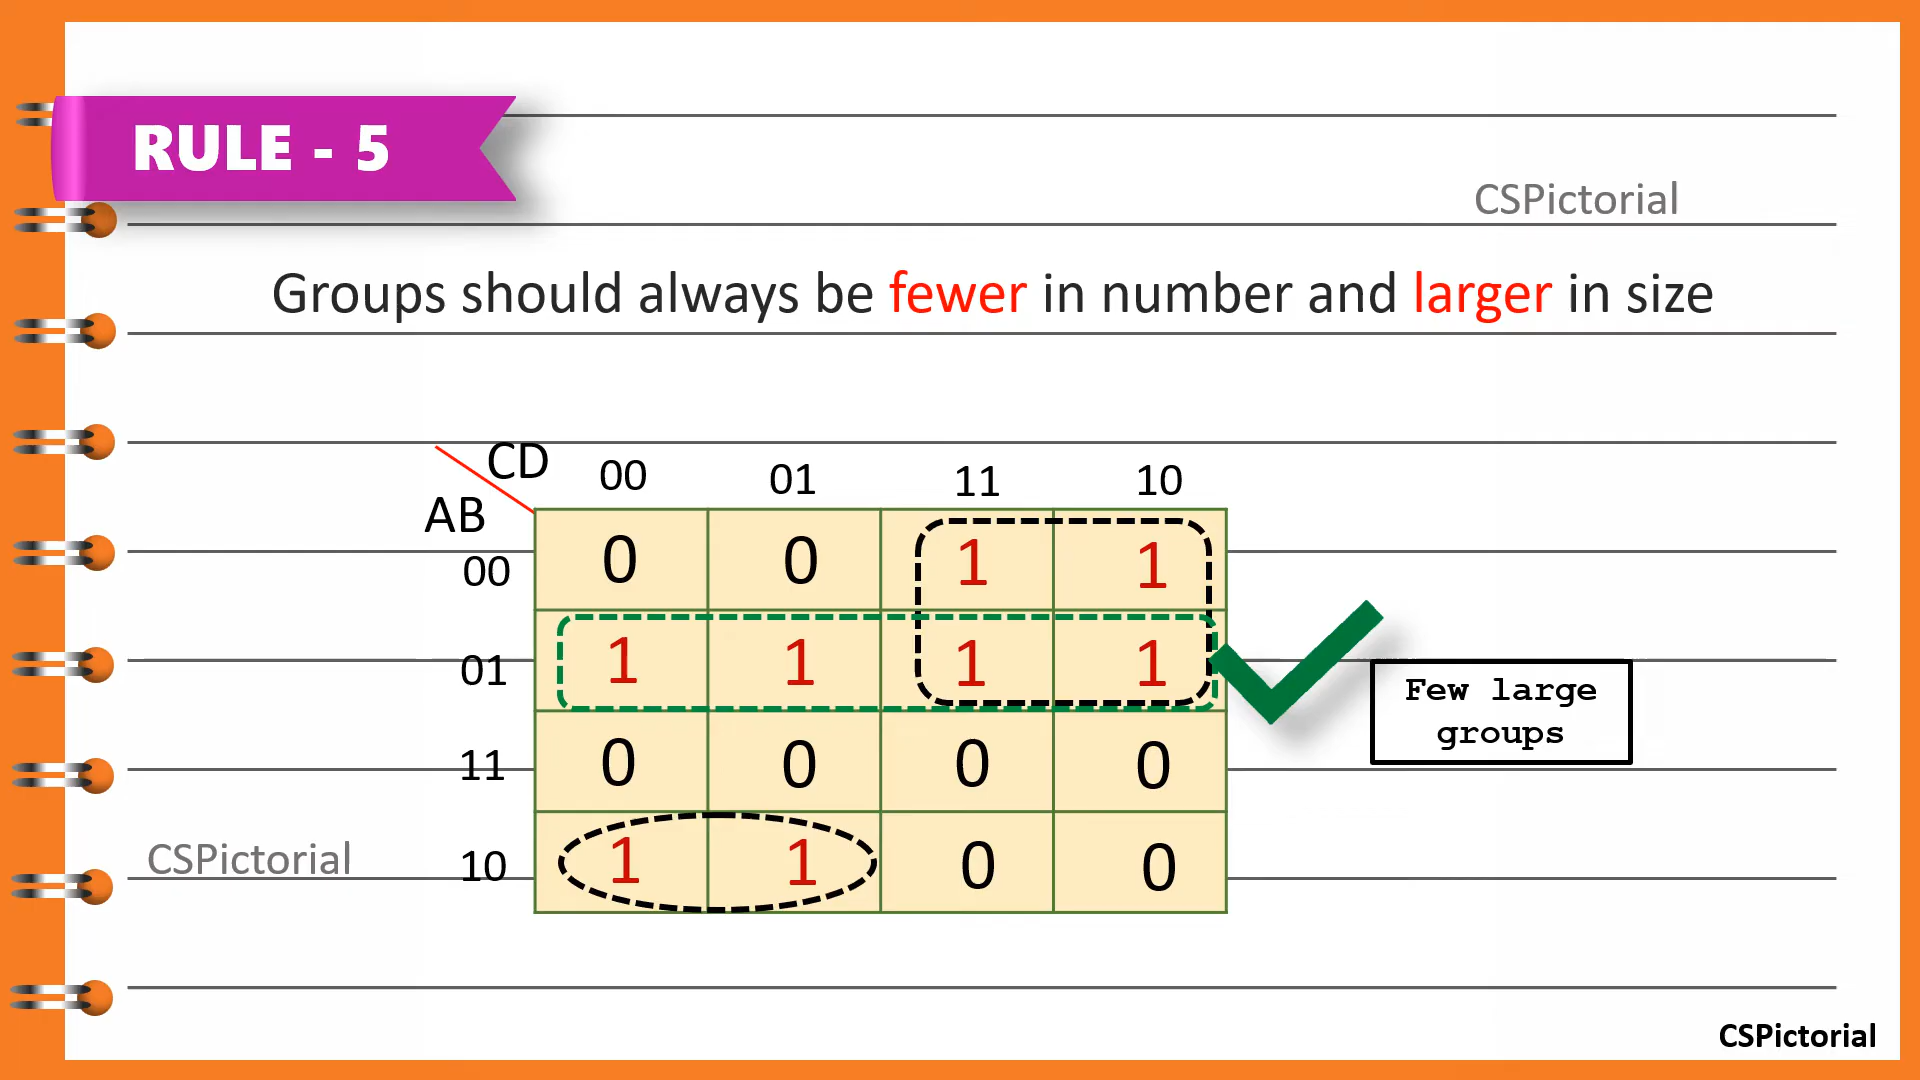 RULE - 5
CSPictorial
Groups should always be fewer in number and larger in size
CD
00 01 11 10
AB
00 0 0 1 1
01 1 1 1 1
Few large
groups
11 0 0 0 0
CSPictorial
10 1 1 0 0
CSPictorial